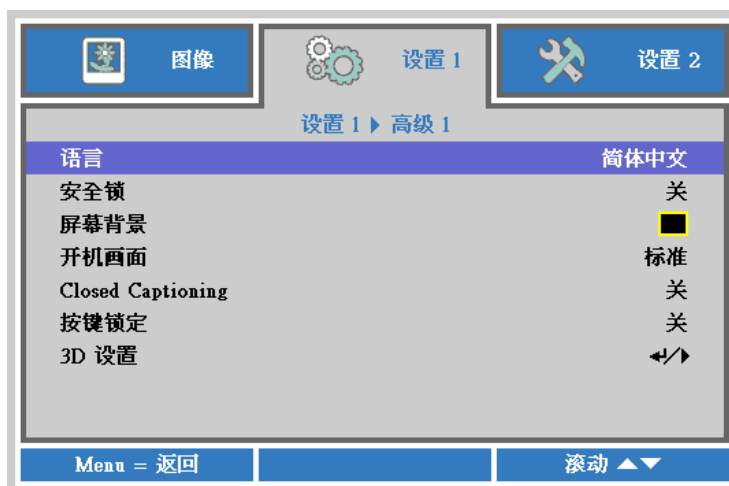 图像 设置 1 设置 2
设置 1 ▶ 高级 1
语言 简体中文
安全锁 关
屏幕背景
开机画面 标准
Closed Captioning 关
按键锁定 关
3D 设置 ↵/▶
Menu = 返回 滚动 ▲▼